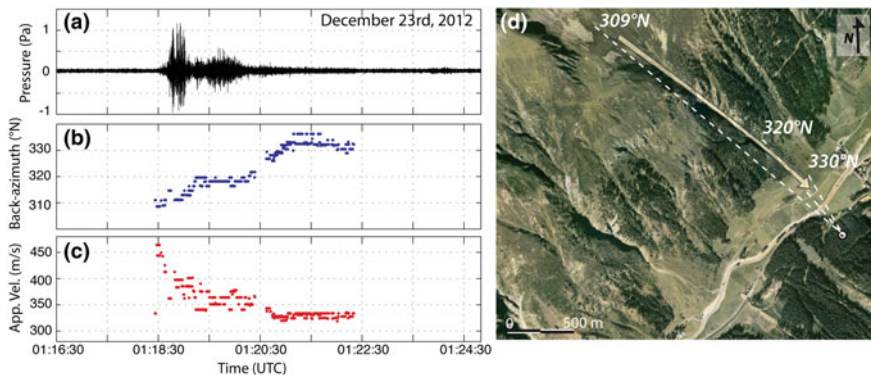 (a)
December 23rd, 2012
Pressure (Pa)
1
0
-1
(b)
Back-azimuth (°N)
330
320
310
(c)
App. Vel. (m/s)
450
400
350
300
01:16:30
01:18:30
01:20:30
01:22:30
01:24:30
Time (UTC)
(d)
309°N
N
320°N
330°N
0
500 m